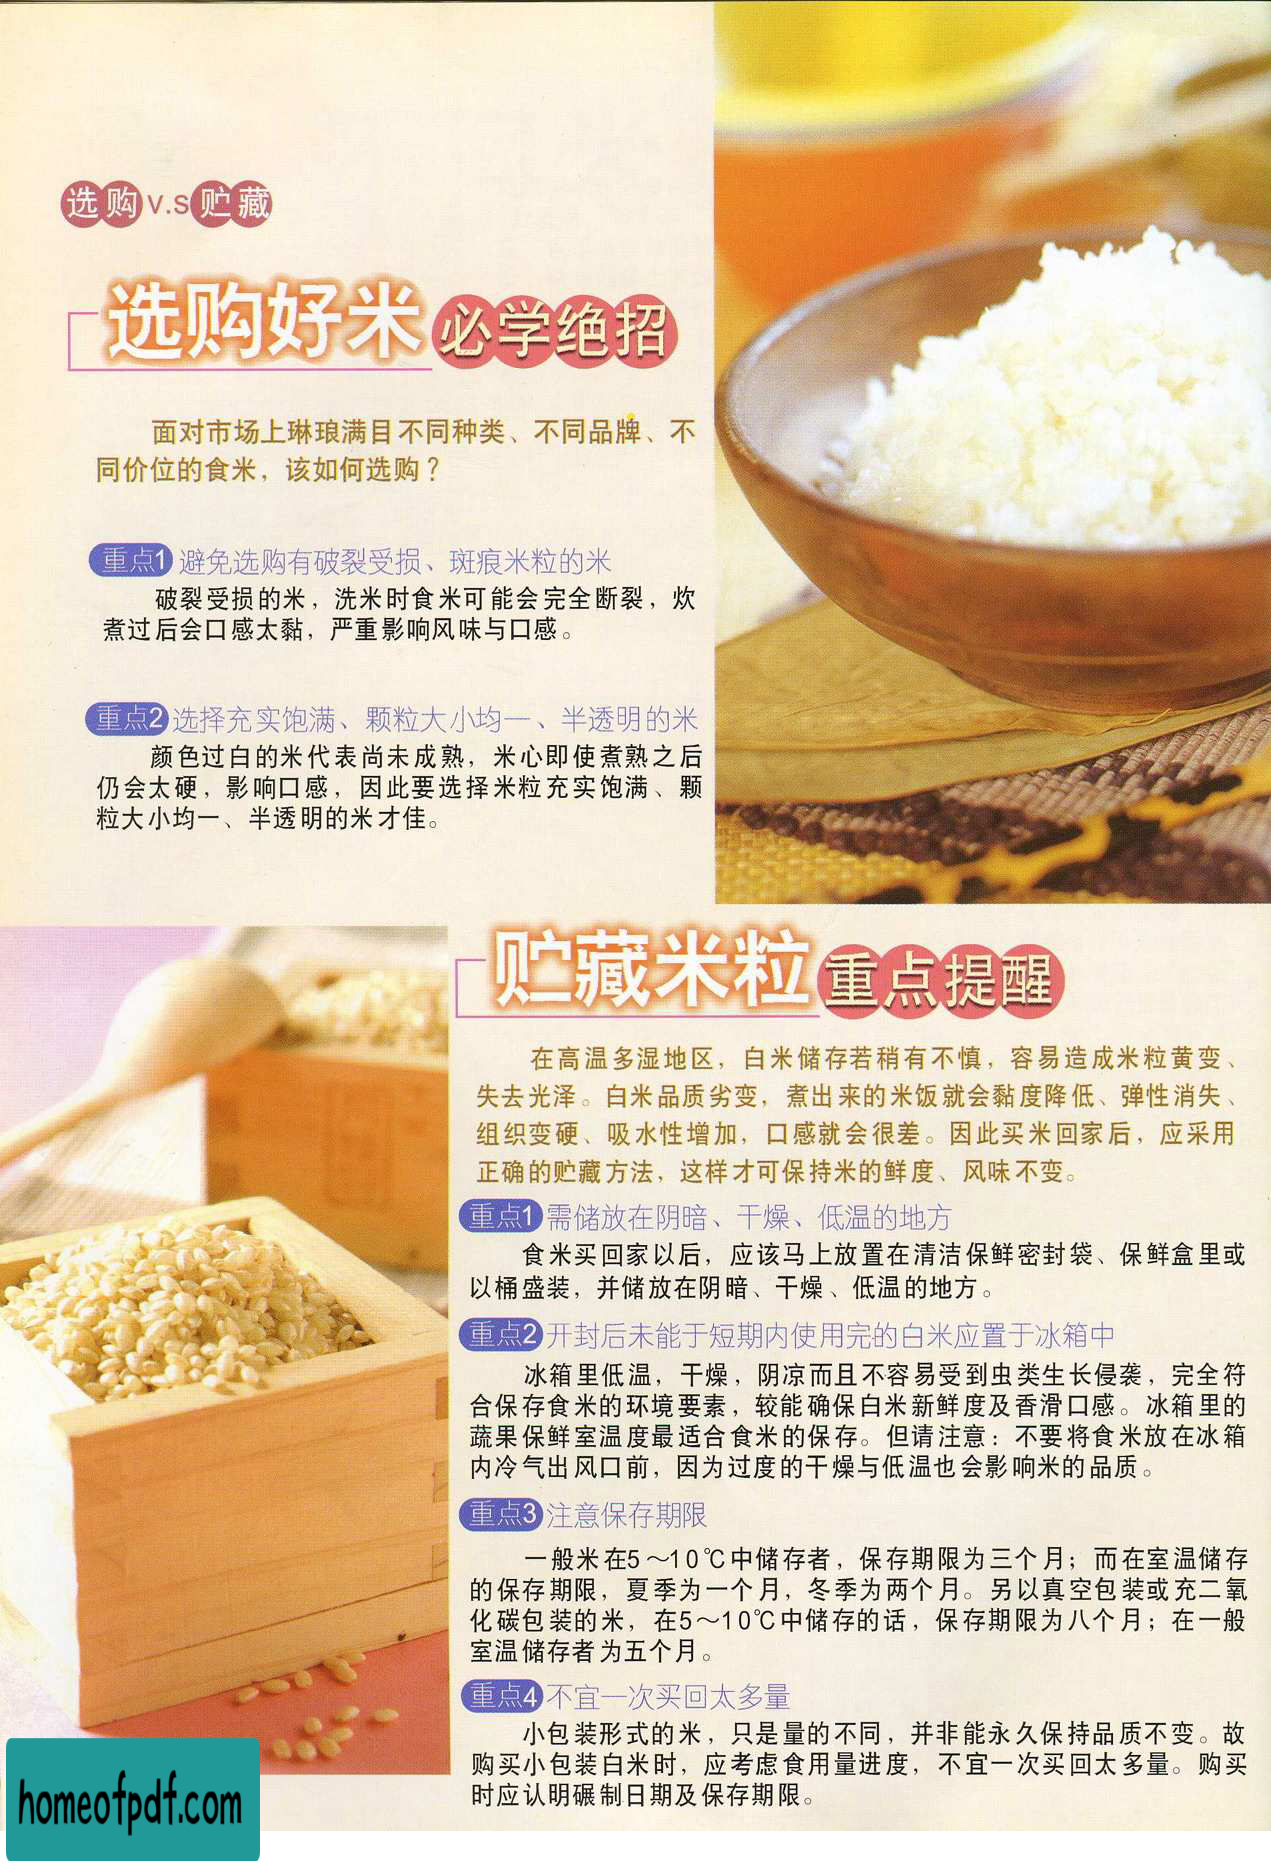 选购v.s贮藏
选购好米必学绝招
面对市场上琳琅满目不同种类、不同品牌、不
同价位的食米，该如何选购？
重点1 避免选购有破裂受损、斑痕米粒的米
破裂受损的米，洗米时食米可能会完全断裂，炊
煮过后会口感太黏，严重影响风味与口感。
重点2 选择充实饱满、颗粒大小均一、半透明的米
颜色过白的米代表尚未成熟，米心即使煮熟之后
仍会太硬，影响口感，因此要选择米粒充实饱满、颗
粒大小均一、半透明的米才佳。
贮藏米粒重点提醒
在高温多湿地区，白米储存若稍有不慎，容易造成米粒黄变、
失去光泽。白米品质劣变，煮出来的米饭就会黏度降低、弹性消失、
组织变硬、吸水性增加，口感就会很差。因此买米回家后，应采用
正确的贮藏方法，这样才可保持米的鲜度、风味不变。
重点1 需储放在阴暗、干燥、低温的地方
食米买回家以后，应该马上放置在清洁保鲜密封袋、保鲜盒里或
以桶盛装，并储放在阴暗、干燥、低温的地方。
重点2 开封后未能于短期内使用完的白米应置于冰箱中
冰箱里低温，干燥，阴凉而且不容易受到虫类生长侵袭，完全符
合保存食米的环境要素，较能确保白米新鲜度及香滑口感。冰箱里的
蔬果保鲜室温度最适合食米的保存。但请注意：不要将食米放在冰箱
内冷气出风口前，因为过度的干燥与低温也会影响米的品质。
重点3 注意保存期限
一般米在5～10℃中储存者，保存期限为三个月；而在室温储存
的保存期限，夏季为一个月，冬季为两个月。另以真空包装或充二氧
化碳包装的米，在5～10℃中储存的话，保存期限为八个月；在一般
室温储存者为五个月。
重点4 不宜一次买回太多量
小包装形式的米，只是量的不同，并非能永久保持品质不变。故
购买小包装白米时，应考虑食用量进度，不宜一次买回太多量。购买
时应认明碾制日期及保存期限。
homeofpdf.com